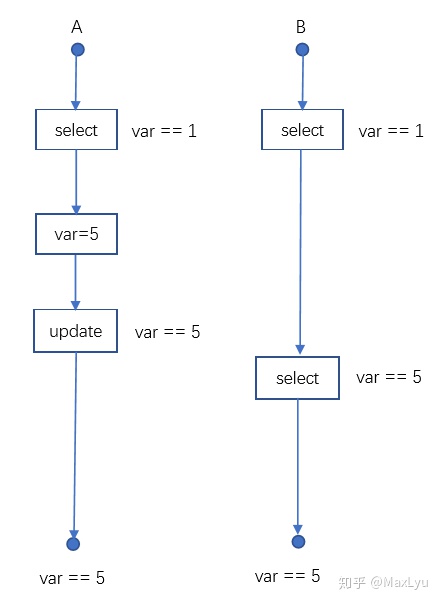 A
B
select
var == 1
select
var == 1
var=5
update
var == 5
select
var == 5
var == 5
var == 5
知乎 @MaxLyu